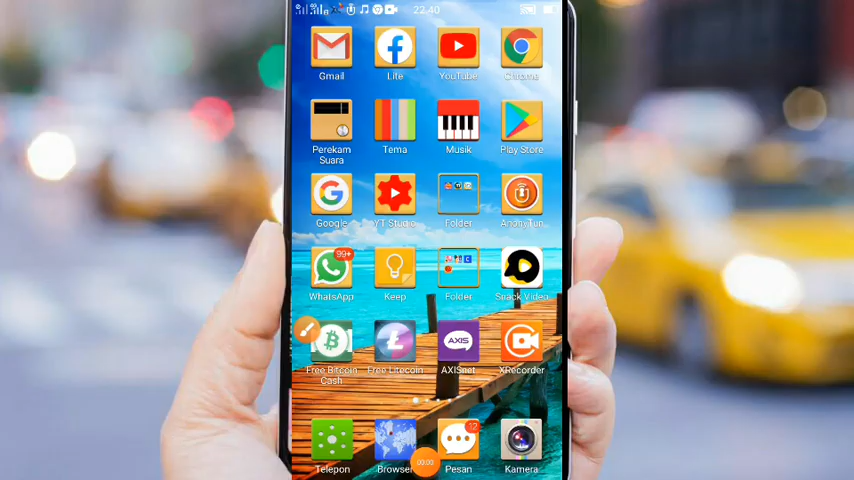 22.40
Gmail
Lite
YouTube
Chrome
Perekam
Suara
Tema
Musik
Play Store
Google
YT Studio
Folder
AnonyTun
99+
WhatsApp
Keep
Folder
Snack Video
AXIS
Free Bitcoin
Cash
Free Litecoin
AXISnet
XRecorder
12
Telepon
Browser
00:00
Pesan
Kamera